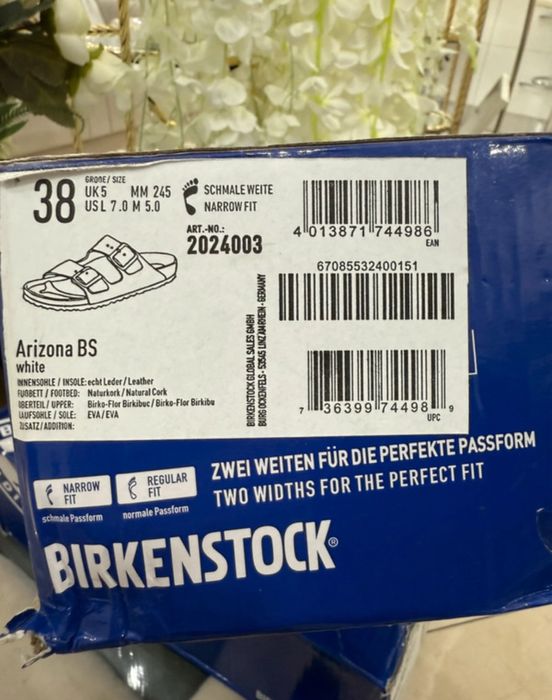 GRÖßE/ SIZE
38
UK 5 MM 245
US L 7.0 M 5.0
SCHMALE WEITE
NARROW FIT
ART.-NO.:
2024003
4 013871 744986
EAN
67085532400151
7 36399 74498 9
UPC
BIRKENSTOCK GLOBAL SALES GMBH
BURG OCKENFELS - 53545 LINZ AM RHEIN - GERMANY
Arizona BS
white
INNENSOHLE / INSOLE: echt Leder / Leather
FUßBETT / FOOTBED: Naturkork / Natural Cork
OBERTEIL / UPPER: Birko-Flor Birkibuc / Birko-Flor Birkibu
LAUFSOHLE / SOLE: EVA / EVA
ZUSATZ / ADDITION:
NARROW FIT
schmale Passform
REGULAR FIT
normale Passform
ZWEI WEITEN FÜR DIE PERFEKTE PASSFORM
TWO WIDTHS FOR THE PERFECT FIT
BIRKENSTOCK®